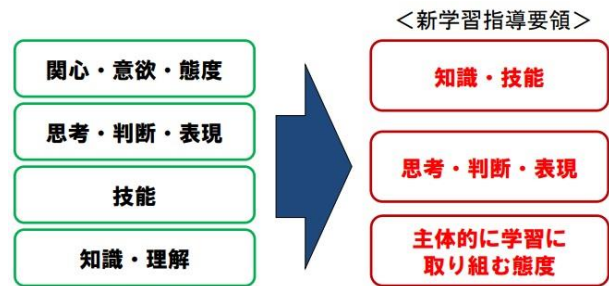 関心・意欲・態度
思考・判断・表現
技能
知識・理解
＜新学習指導要領＞
知識・技能
思考・判断・表現
主体的に学習に
取り組む態度